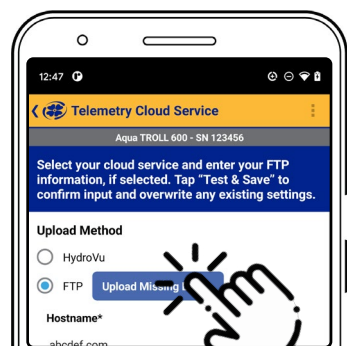 12:47
Telemetry Cloud Service
Aqua TROLL 600 - SN 123456
Select your cloud service and enter your FTP
information, if selected. Tap "Test & Save" to
confirm input and overwrite any existing settings.
Upload Method
HydroVu
FTP
Upload Missing
Hostname*
abcdef.com